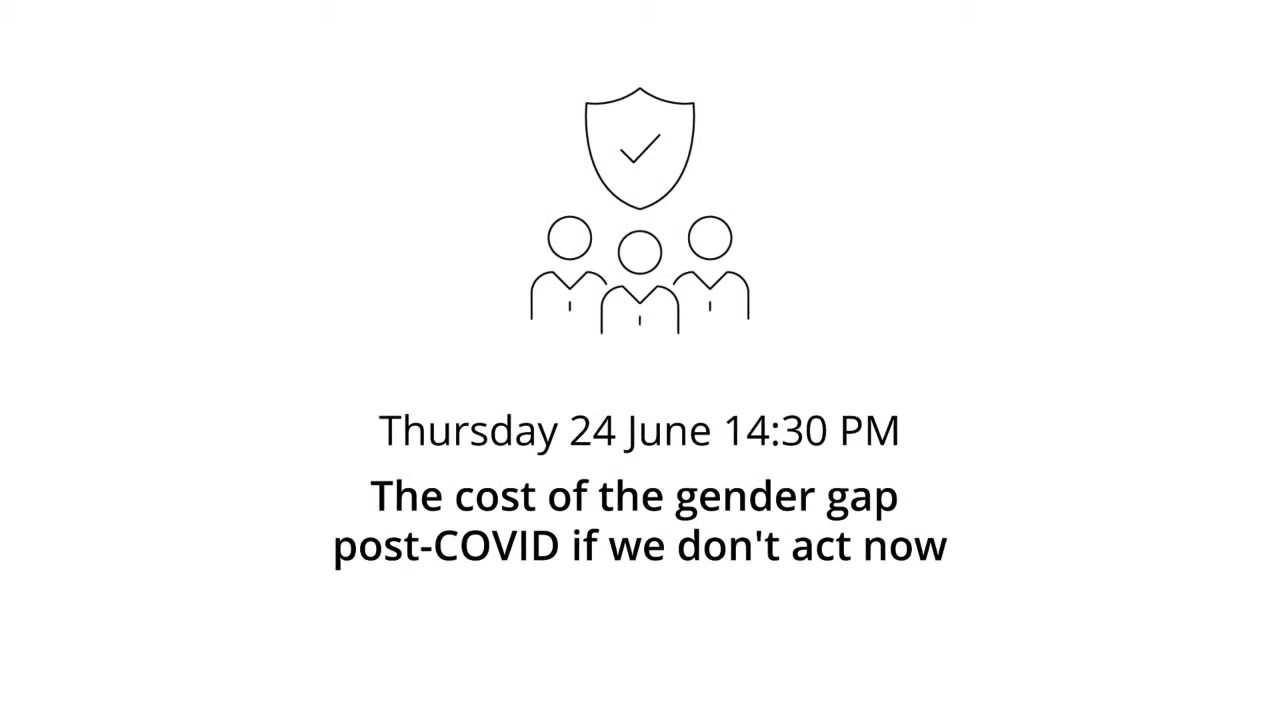 Thursday 24 June 14:30 PM
The cost of the gender gap
post-COVID if we don't act now